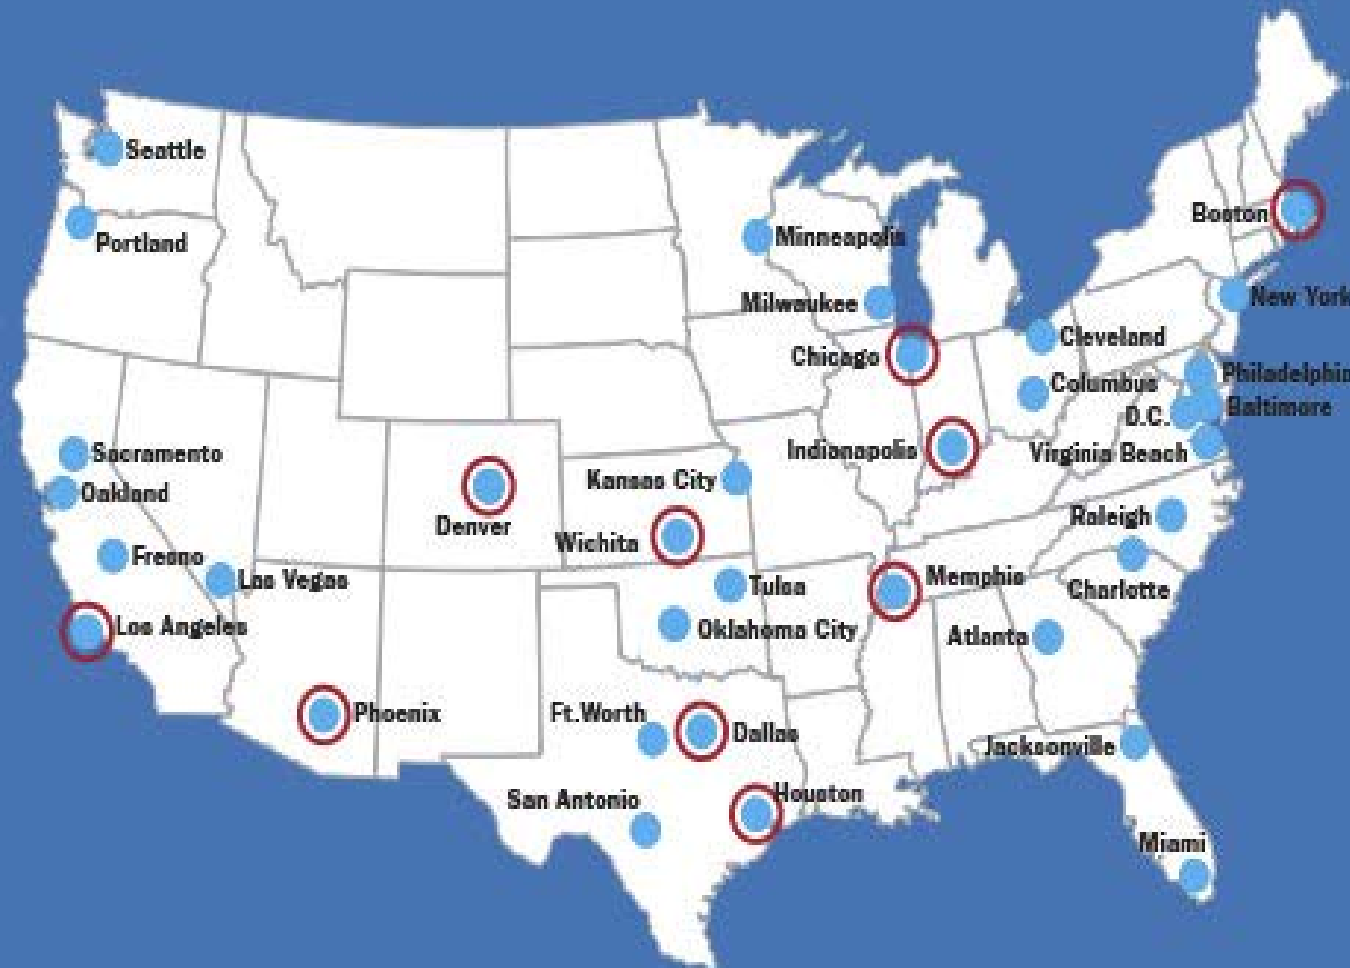 Seattle
Portland
Boston
Minneapolis
New York
Milwaukee
Cleveland
Chicago
Philadelphia
Columbus
Baltimore
D.C.
Indianapolis
Virginia Beach
Sacramento
Kansas City
Oakland
Raleigh
Denver
Wichita
Fresno
Las Vegas
Tulsa
Memphis
Charlotte
Los Angeles
Oklahoma City
Atlanta
Phoenix
Ft.Worth
Dallas
Jacksonville
San Antonio
Houston
Miami